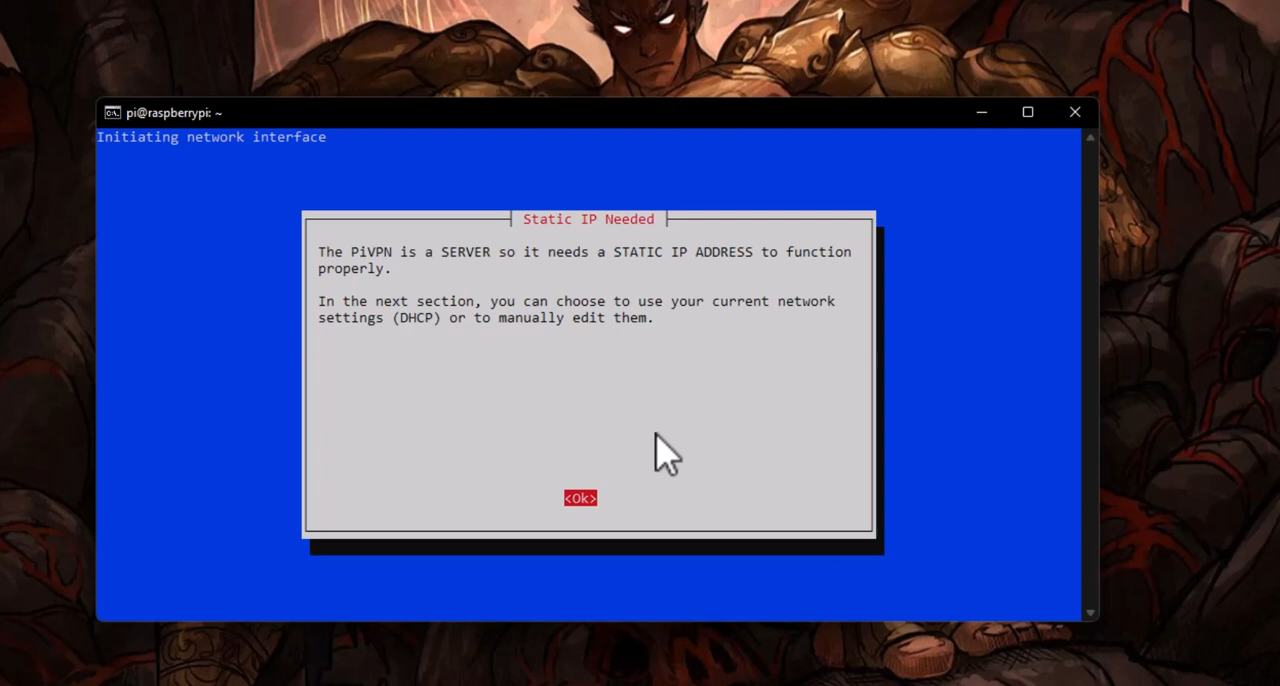 pi@raspberrypi: ~
Initiating network interface
Static IP Needed
The PiVPN is a SERVER so it needs a STATIC IP ADDRESS to function
properly.
In the next section, you can choose to use your current network
settings (DHCP) or to manually edit them.
<Ok>